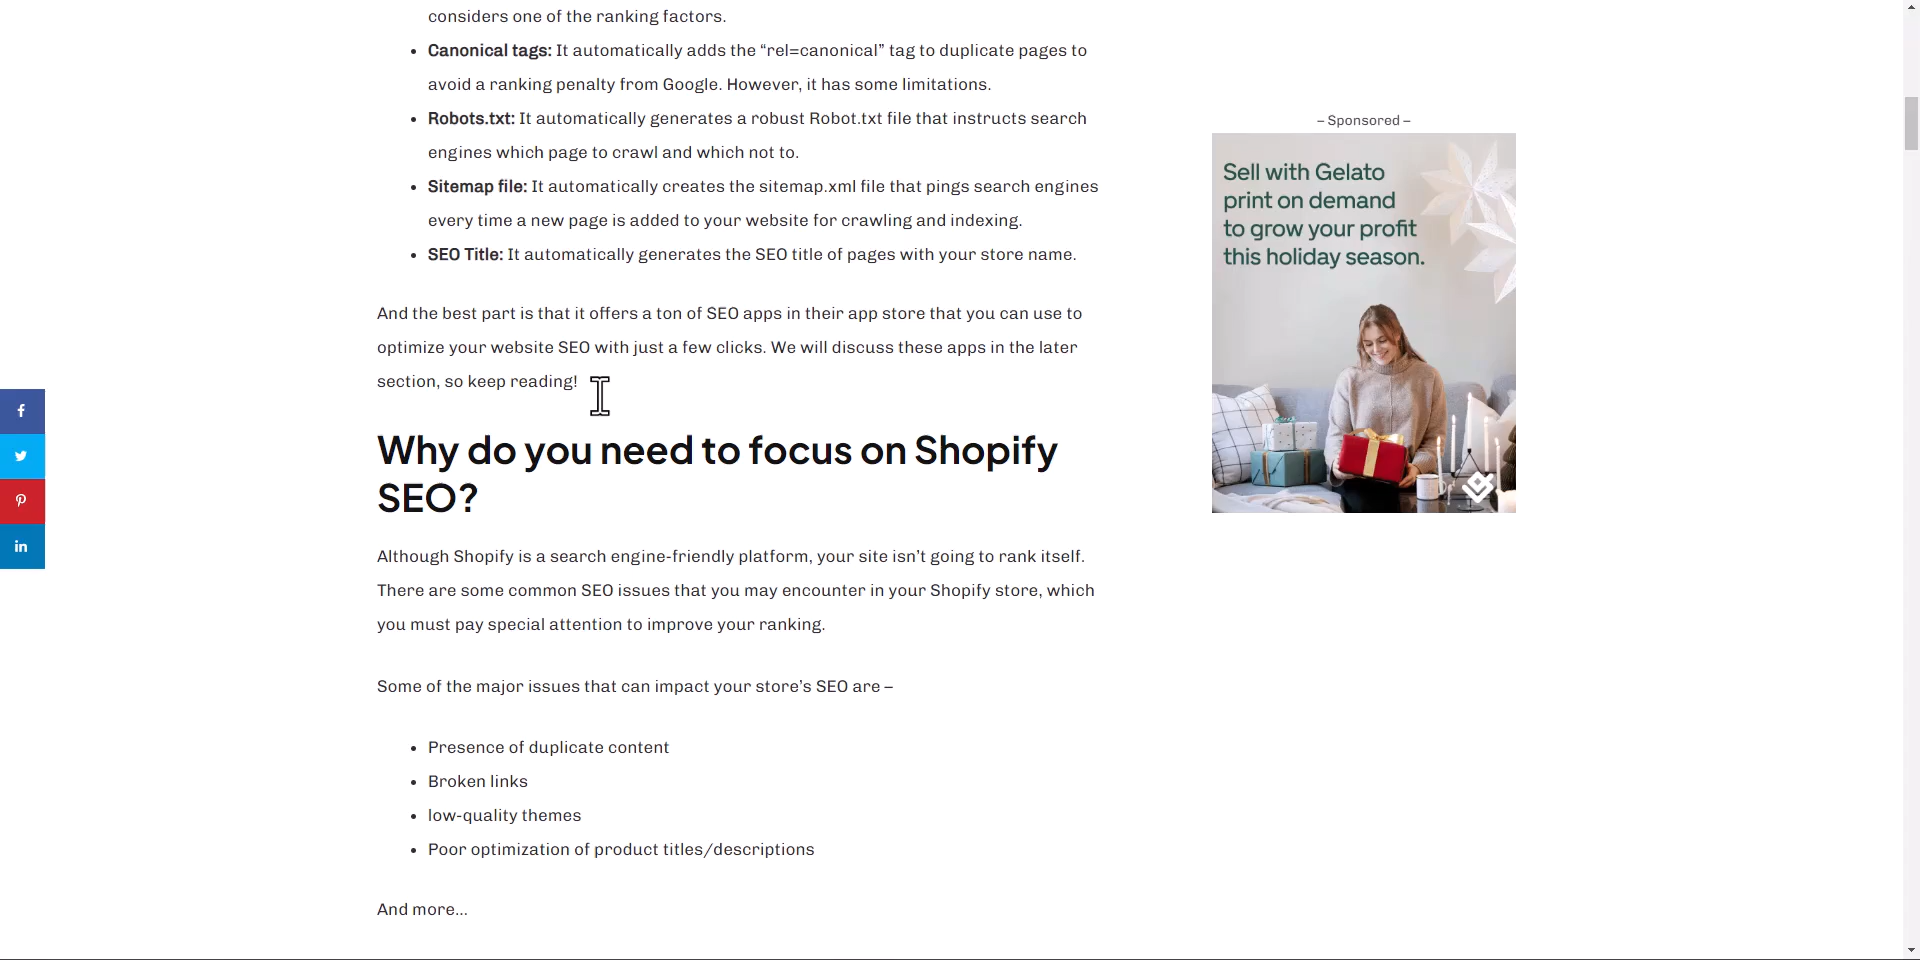 considers one of the ranking factors.
Canonical tags: It automatically adds the “rel=canonical” tag to duplicate pages to
avoid a ranking penalty from Google. However, it has some limitations.
Robots.txt: It automatically generates a robust Robot.txt file that instructs search
engines which page to crawl and which not to.
Sitemap file: It automatically creates the sitemap.xml file that pings search engines
every time a new page is added to your website for crawling and indexing.
SEO Title: It automatically generates the SEO title of pages with your store name.
And the best part is that it offers a ton of SEO apps in their app store that you can use to
optimize your website SEO with just a few clicks. We will discuss these apps in the later
section, so keep reading!
Why do you need to focus on Shopify
SEO?
Although Shopify is a search engine-friendly platform, your site isn’t going to rank itself.
There are some common SEO issues that you may encounter in your Shopify store, which
you must pay special attention to improve your ranking.
Some of the major issues that can impact your store’s SEO are –
Presence of duplicate content
Broken links
low-quality themes
Poor optimization of product titles/descriptions
And more…
– Sponsored –
Sell with Gelato
print on demand
to grow your profit
this holiday season.
f
in